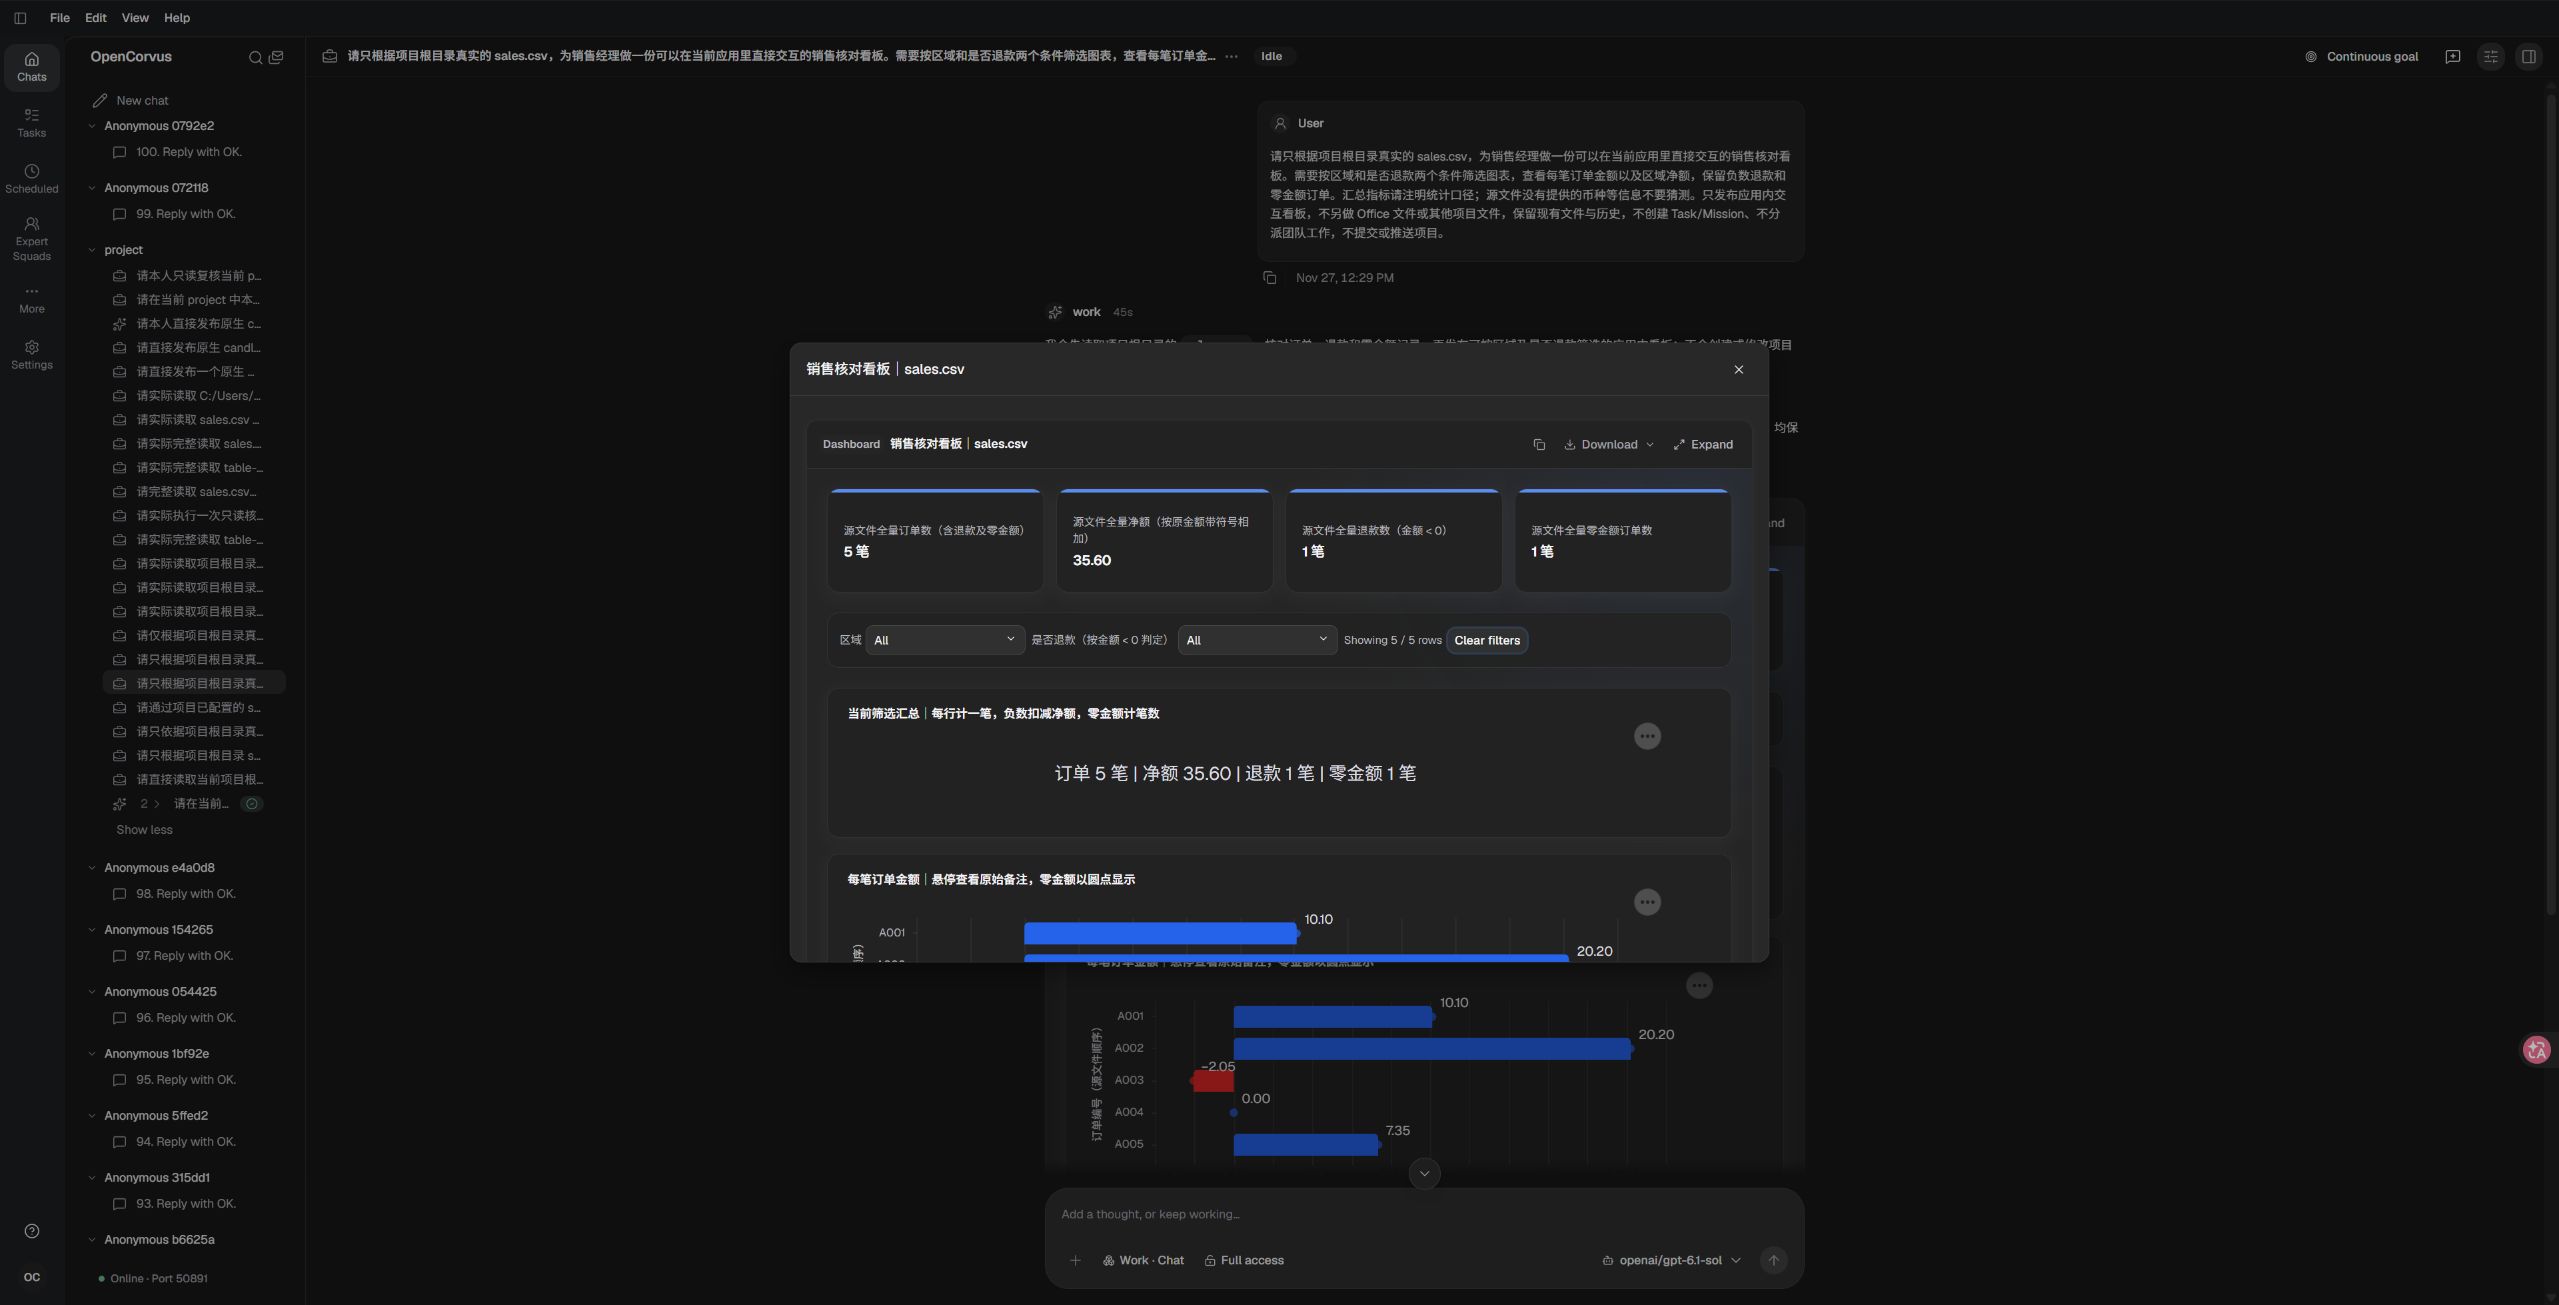 File Edit View Help
Chats
Tasks
Scheduled
Expert
Squads
More
Settings
OC
OpenCorvus
New chat
Anonymous 0792e2
100. Reply with OK.
Anonymous 072118
99. Reply with OK.
project
请本人只读复核当前 p...
请在当前 project 中本...
请本人直接发布原生 c...
请直接发布原生 candl...
请直接发布一个原生 ...
请实际读取 C:/Users/...
请实际读取 sales.csv ...
请实际完整读取 sales....
请实际完整读取 table-...
请完整读取 sales.csv...
请实际执行一次只读核...
请实际完整读取 table-...
请实际读取项目根目录...
请实际读取项目根目录...
请实际读取项目根目录...
请仅根据项目根目录真...
请只根据项目根目录真...
请只根据项目根目录真...
请通过项目已配置的 s...
请只依据项目根目录真...
请只根据项目根目录 s...
请直接读取当前项目根...
2 > 请在当前...
Show less
Anonymous e4a0d8
98. Reply with OK.
Anonymous 154265
97. Reply with OK.
Anonymous 054425
96. Reply with OK.
Anonymous 1bf92e
95. Reply with OK.
Anonymous 5ffed2
94. Reply with OK.
Anonymous 315dd1
93. Reply with OK.
Anonymous b6625a
Online · Port 50891
请只根据项目根目录真实的 sales.csv，为销售经理做一份可以在当前应用里直接交互的销售核对看板。需要按区域和是否退款两个条件筛选图表，查看每笔订单金... ··· Idle
Continuous goal
User
请只根据项目根目录真实的 sales.csv，为销售经理做一份可以在当前应用里直接交互的销售核对看
板。需要按区域和是否退款两个条件筛选图表，查看每笔订单金额以及区域净额，保留负数退款和
零金额订单。汇总指标请注明统计口径；源文件没有提供的币种等信息不要猜测。只发布应用内交
互看板，不另做 Office 文件或其他项目文件，保留现有文件与历史，不创建 Task/Mission、不分
派团队工作，不提交或推送项目。
Nov 27, 12:29 PM
work 45s
均保
销售核对看板｜sales.csv
Dashboard 销售核对看板｜sales.csv
Download Expand
源文件全量订单数（含退款及零金额）
5 笔
源文件全量净额（按原金额带符号相
加）
35.60
源文件全量退款数（金额 < 0）
1 笔
源文件全量零金额订单数
1 笔
区域 All 是否退款（按金额 < 0 判定） All Showing 5 / 5 rows Clear filters
当前筛选汇总｜每行计一笔，负数扣减净额，零金额计笔数
订单 5 笔 | 净额 35.60 | 退款 1 笔 | 零金额 1 笔
每笔订单金额｜悬停查看原始备注，零金额以圆点显示
A001 10.10
20.20
A001 10.10
A002 20.20
A003 −2.05
A004 0.00
A005 7.35
订单编号（源文件顺序）
Add a thought, or keep working...
Work · Chat Full access
openai/gpt-6.1-sol